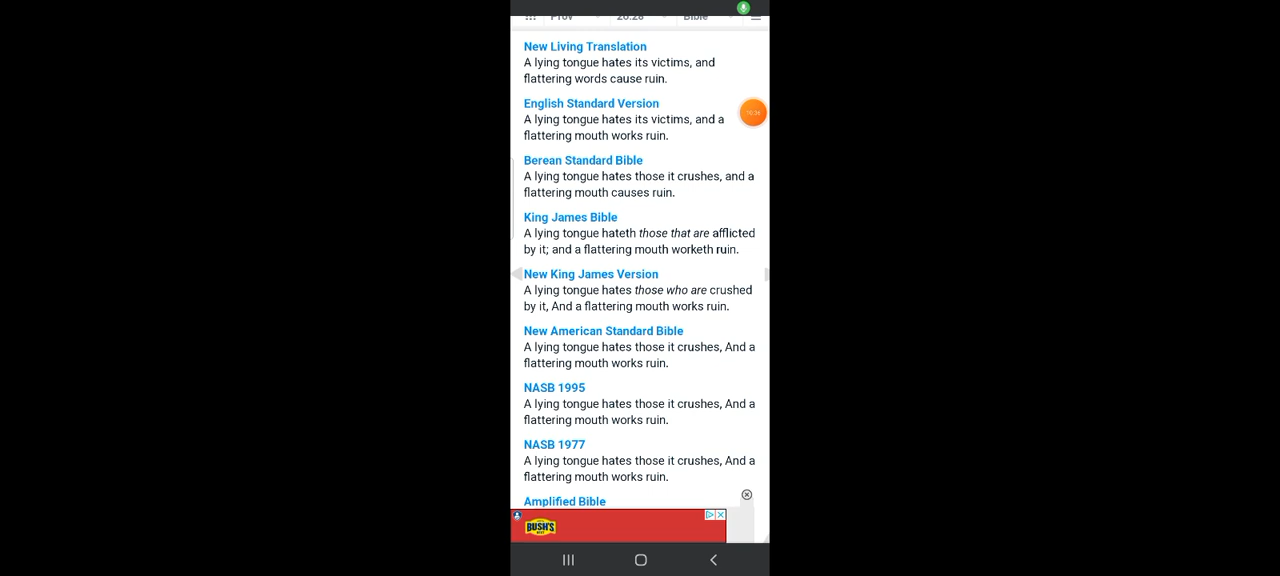 Prov 26:28 Bible
New Living Translation
A lying tongue hates its victims, and
flattering words cause ruin.
English Standard Version
A lying tongue hates its victims, and a
flattering mouth works ruin.
Berean Standard Bible
A lying tongue hates those it crushes, and a
flattering mouth causes ruin.
King James Bible
A lying tongue hateth those that are afflicted
by it; and a flattering mouth worketh ruin.
New King James Version
A lying tongue hates those who are crushed
by it, And a flattering mouth works ruin.
New American Standard Bible
A lying tongue hates those it crushes, And a
flattering mouth works ruin.
NASB 1995
A lying tongue hates those it crushes, And a
flattering mouth works ruin.
NASB 1977
A lying tongue hates those it crushes, And a
flattering mouth works ruin.
Amplified Bible
BUSH'S